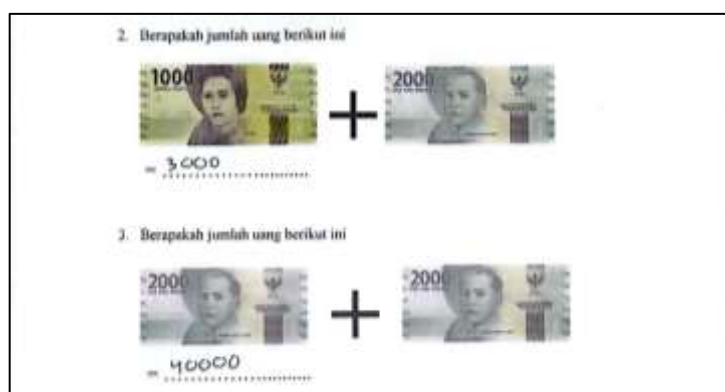 2. Berapakah jumlah uang berikut ini
1000 + 2000
= 3000
3. Berapakah jumlah uang berikut ini
2000 + 2000
= 40000